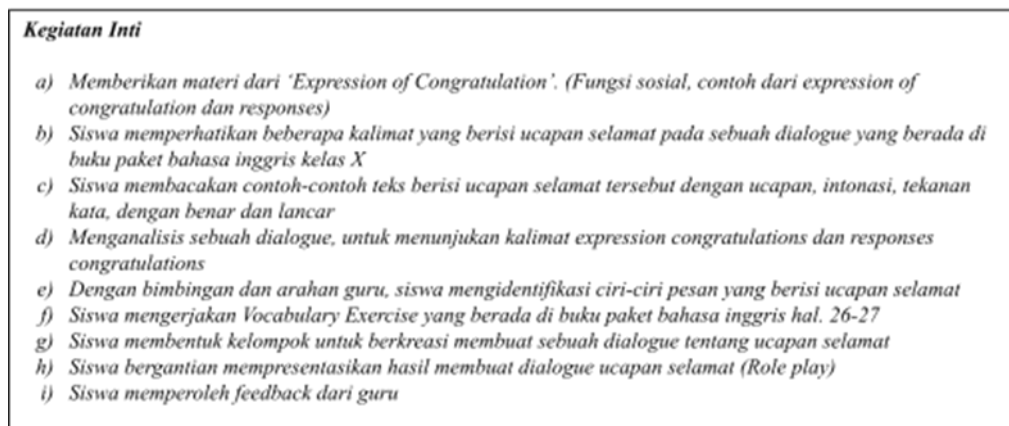 Kegiatan Inti
a) Memberikan materi dari ‘Expression of Congratulation’. (Fungsi sosial, contoh dari expression of
congratulation dan responses)
b) Siswa memperhatikan beberapa kalimat yang berisi ucapan selamat pada sebuah dialogue yang berada di
buku paket bahasa inggris kelas X
c) Siswa membacakan contoh-contoh teks berisi ucapan selamat tersebut dengan ucapan, intonasi, tekanan
kata, dengan benar dan lancar
d) Menganalisis sebuah dialogue, untuk menunjukan kalimat expression congratulations dan responses
congratulations
e) Dengan bimbingan dan arahan guru, siswa mengidentifikasi ciri-ciri pesan yang berisi ucapan selamat
f) Siswa mengerjakan Vocabulary Exercise yang berada di buku paket bahasa inggris hal. 26-27
g) Siswa membentuk kelompok untuk berkreasi membuat sebuah dialogue tentang ucapan selamat
h) Siswa bergantian mempresentasikan hasil membuat dialogue ucapan selamat (Role play)
i) Siswa memperoleh feedback dari guru